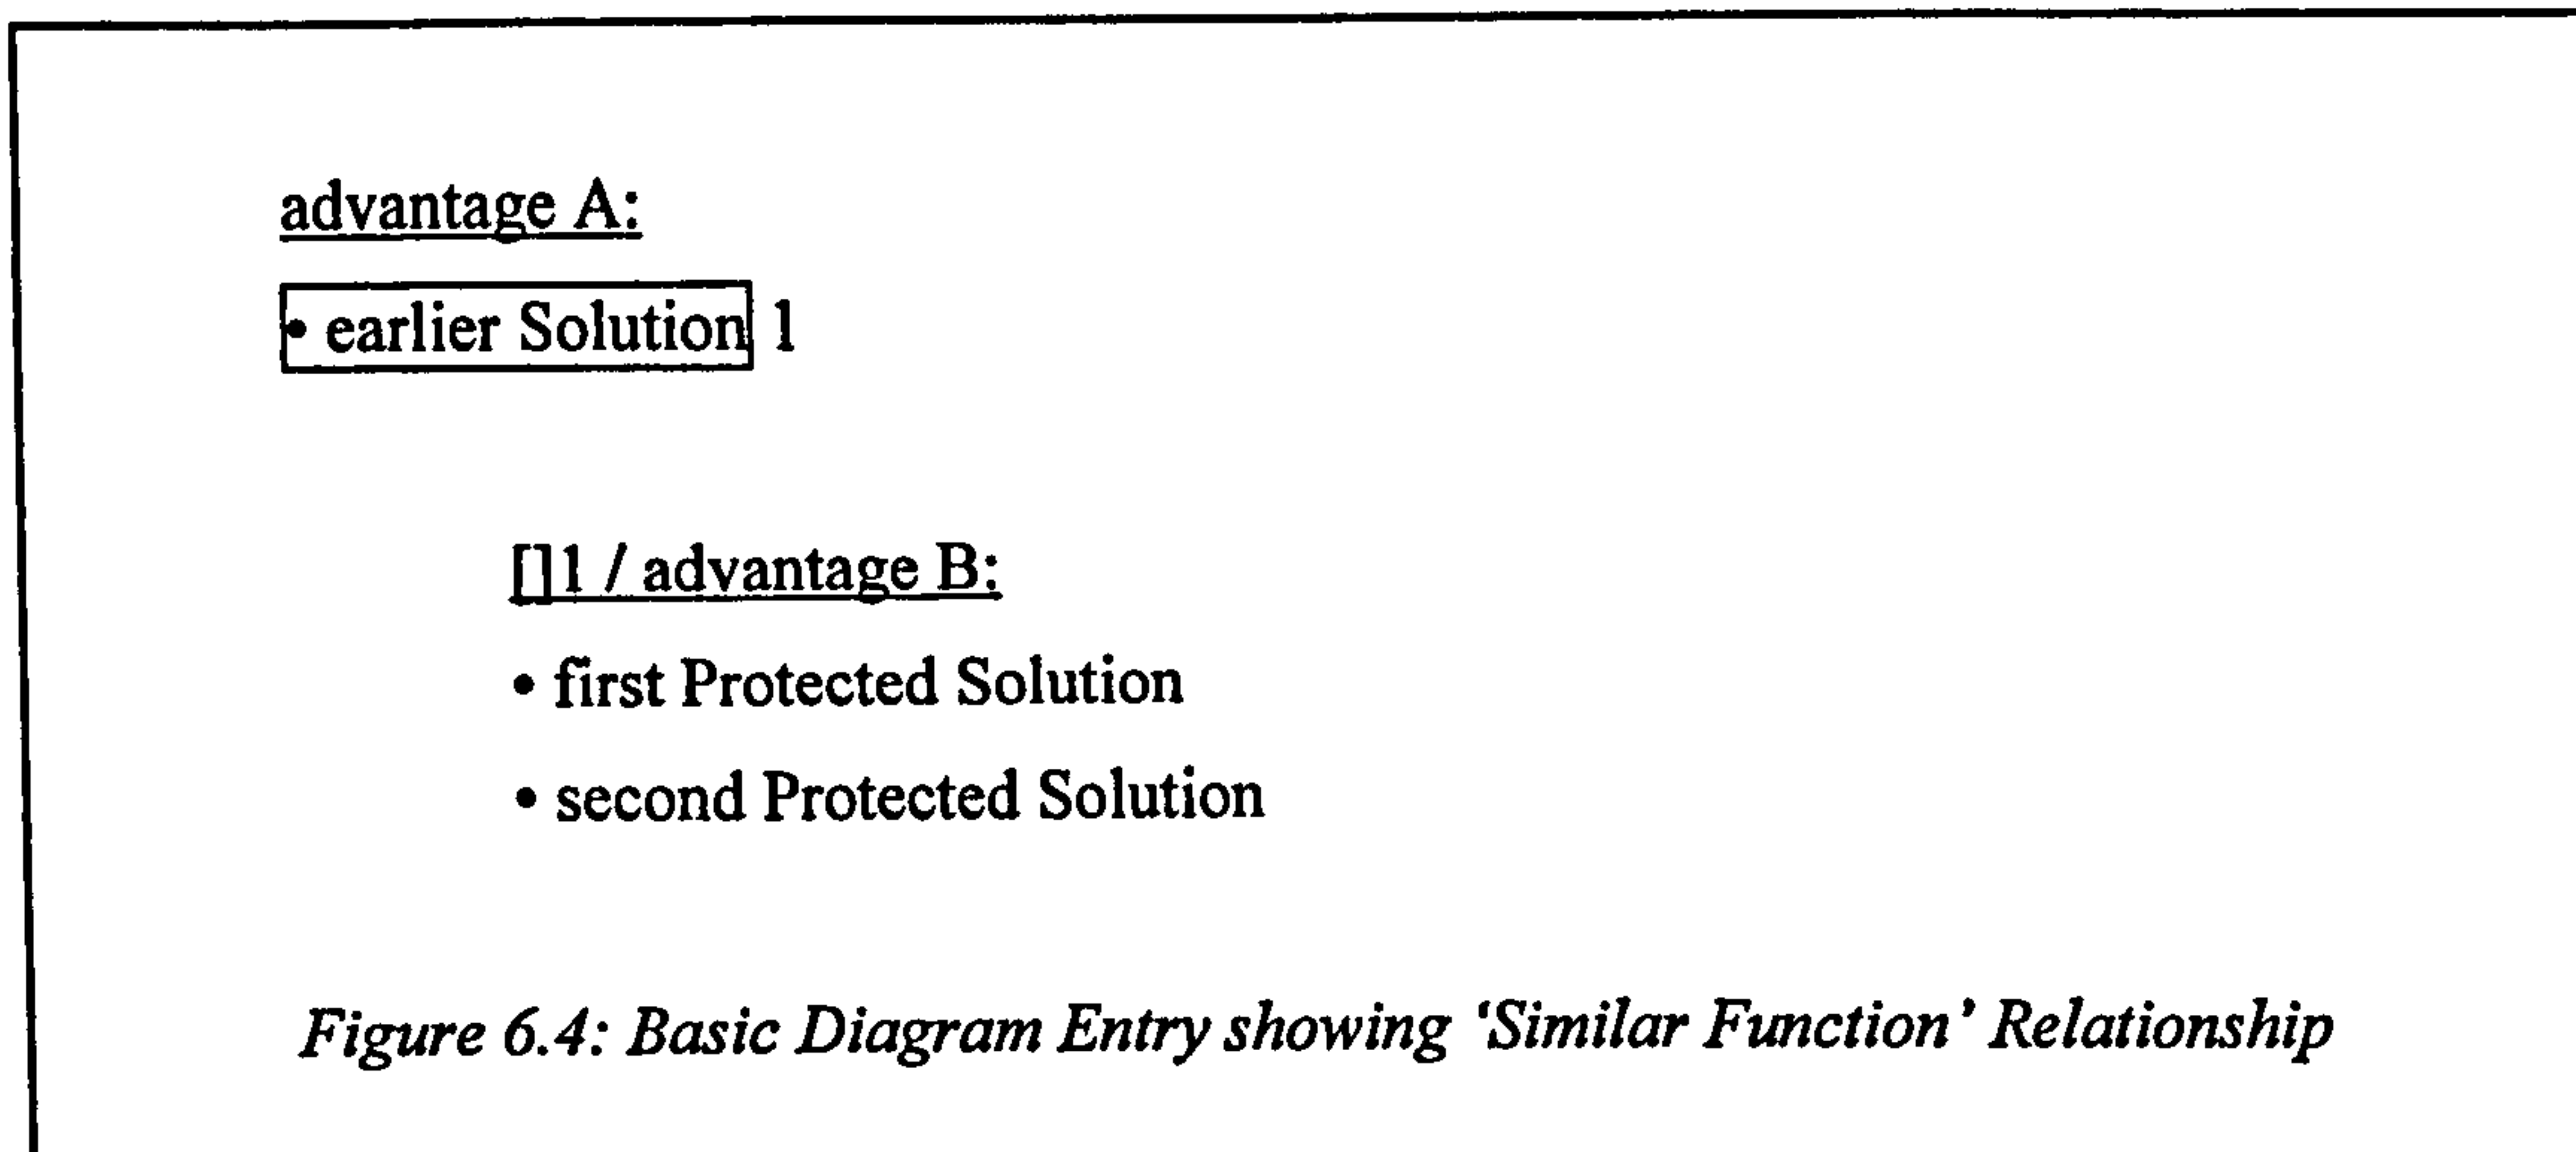 advantage A:
• earlier Solution 1
[]1 / advantage B:
• first Protected Solution
• second Protected Solution
Figure 6.4: Basic Diagram Entry showing ‘Similar Function’ Relationship